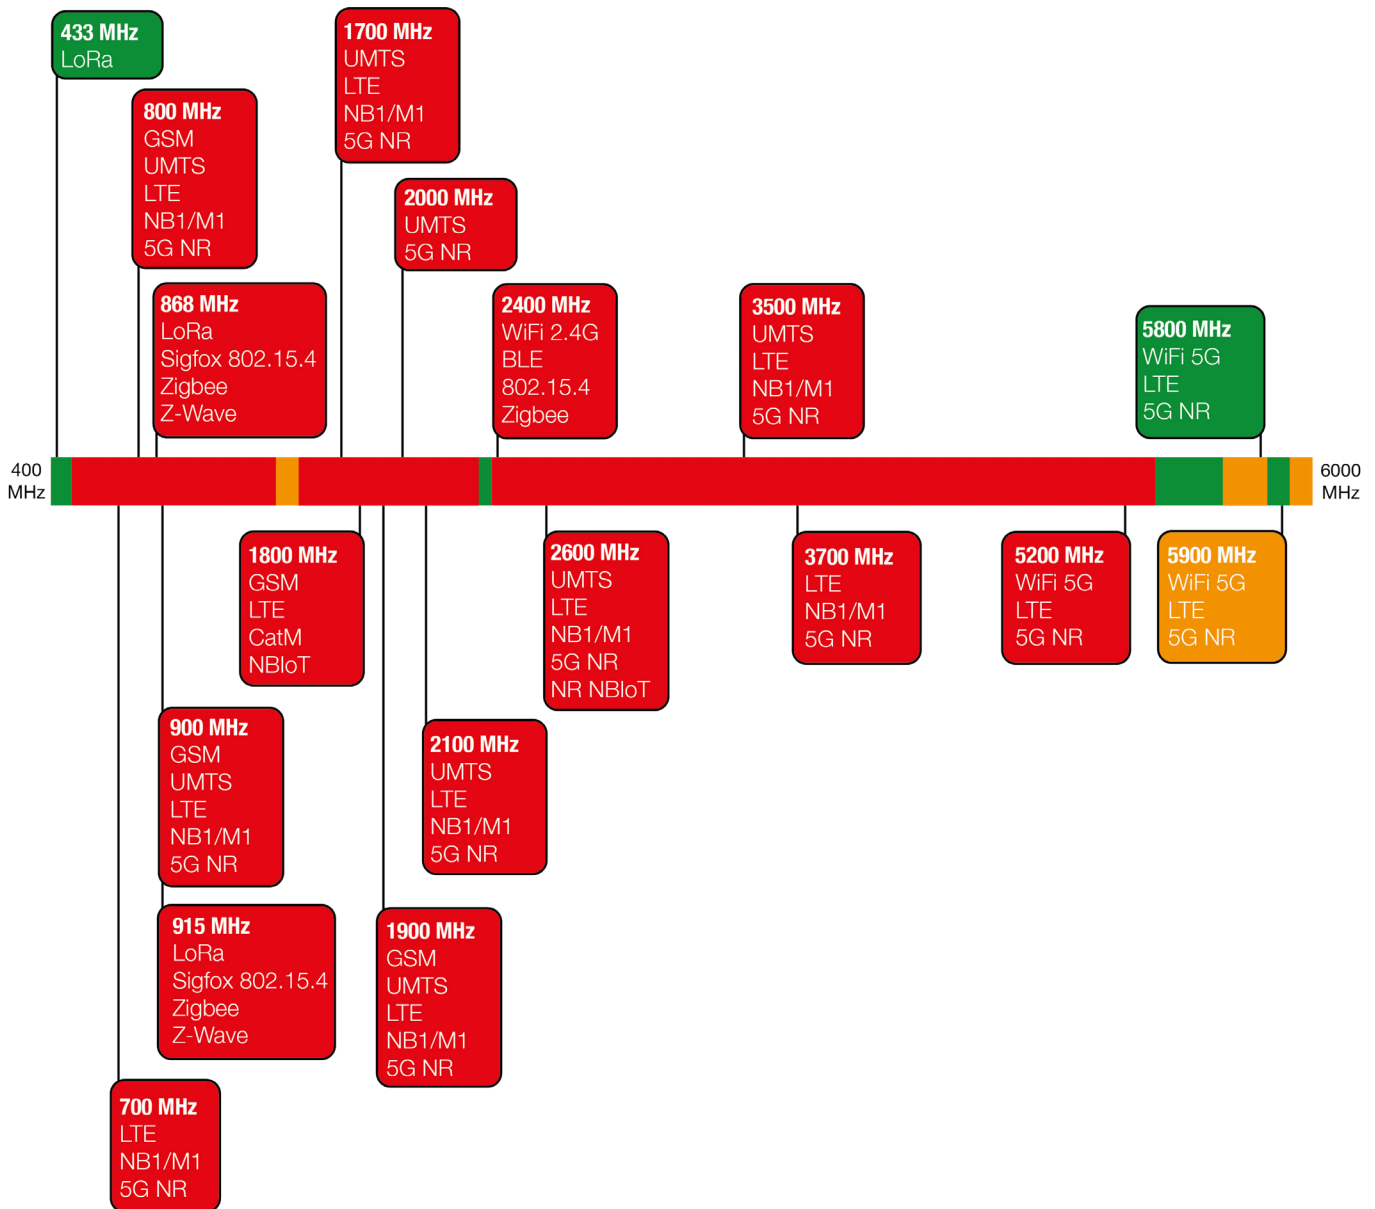 433 MHz
LoRa
800 MHz
GSM
UMTS
LTE
NB1/M1
5G NR
868 MHz
LoRa
Sigfox 802.15.4
Zigbee
Z-Wave
1700 MHz
UMTS
LTE
NB1/M1
5G NR
2000 MHz
UMTS
5G NR
2400 MHz
WiFi 2.4G
BLE
802.15.4
Zigbee
3500 MHz
UMTS
LTE
NB1/M1
5G NR
5800 MHz
WiFi 5G
LTE
5G NR
400
MHz
6000
MHz
1800 MHz
GSM
LTE
CatM
NBIoT
900 MHz
GSM
UMTS
LTE
NB1/M1
5G NR
915 MHz
LoRa
Sigfox 802.15.4
Zigbee
Z-Wave
700 MHz
LTE
NB1/M1
5G NR
2600 MHz
UMTS
LTE
NB1/M1
5G NR
NR NBIoT
2100 MHz
UMTS
LTE
NB1/M1
5G NR
1900 MHz
GSM
UMTS
LTE
NB1/M1
5G NR
3700 MHz
LTE
NB1/M1
5G NR
5200 MHz
WiFi 5G
LTE
5G NR
5900 MHz
WiFi 5G
LTE
5G NR